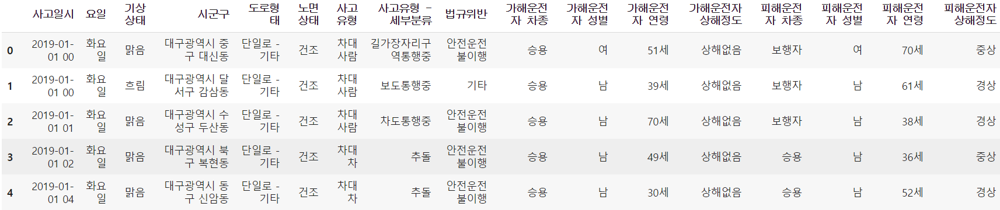 사고일시 요일 기상상태 시군구 도로형태 노면상태 사고유형 사고유형 - 세부분류 법규위반 가해운전자 차종 가해운전자 성별 가해운전자 연령 가해운전자 상해정도 피해운전자 차종 피해운전자 성별 피해운전자 연령 피해운전자 상해정도
0 2019-01-01 00 화요일 맑음 대구광역시 중구 대신동 단일로 - 기타 건조 차대사람 길가장자리구역통행중 안전운전불이행 승용 여 51세 상해없음 보행자 여 70세 중상
1 2019-01-01 00 화요일 흐림 대구광역시 달서구 감삼동 단일로 - 기타 건조 차대사람 보도통행중 기타 승용 남 39세 상해없음 보행자 남 61세 경상
2 2019-01-01 01 화요일 맑음 대구광역시 수성구 두산동 단일로 - 기타 건조 차대사람 차도통행중 안전운전불이행 승용 남 70세 상해없음 보행자 남 38세 경상
3 2019-01-01 02 화요일 맑음 대구광역시 북구 복현동 단일로 - 기타 건조 차대차 추돌 안전운전불이행 승용 남 49세 상해없음 승용 남 36세 중상
4 2019-01-01 04 화요일 맑음 대구광역시 동구 신암동 단일로 - 기타 건조 차대차 추돌 안전운전불이행 승용 남 30세 상해없음 승용 남 52세 경상